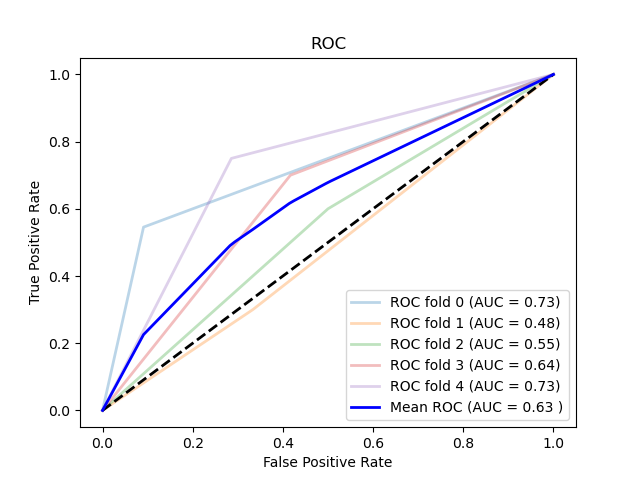 ROC
True Positive Rate
1.0
0.8
0.6
0.4
0.2
0.0
ROC fold 0 (AUC = 0.73)
ROC fold 1 (AUC = 0.48)
ROC fold 2 (AUC = 0.55)
ROC fold 3 (AUC = 0.64)
ROC fold 4 (AUC = 0.73)
Mean ROC (AUC = 0.63 )
0.0 0.2 0.4 0.6 0.8 1.0
False Positive Rate